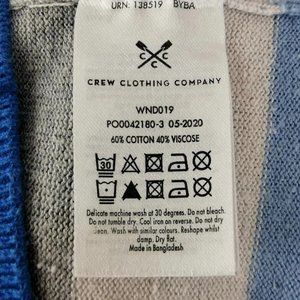 URN: 138519 BYBA
C C C
CREW CLOTHING COMPANY
WND019
PO0042180-3 05-2020
60% COTTON 40% VISCOSE
30
Delicate machine wash at 30 degrees. Do not bleach.
Do not tumble dry. Cool iron on reverse. Do not dry
clean. Wash with similar colours. Reshape whilst
damp. Dry flat.
Made in Bangladesh